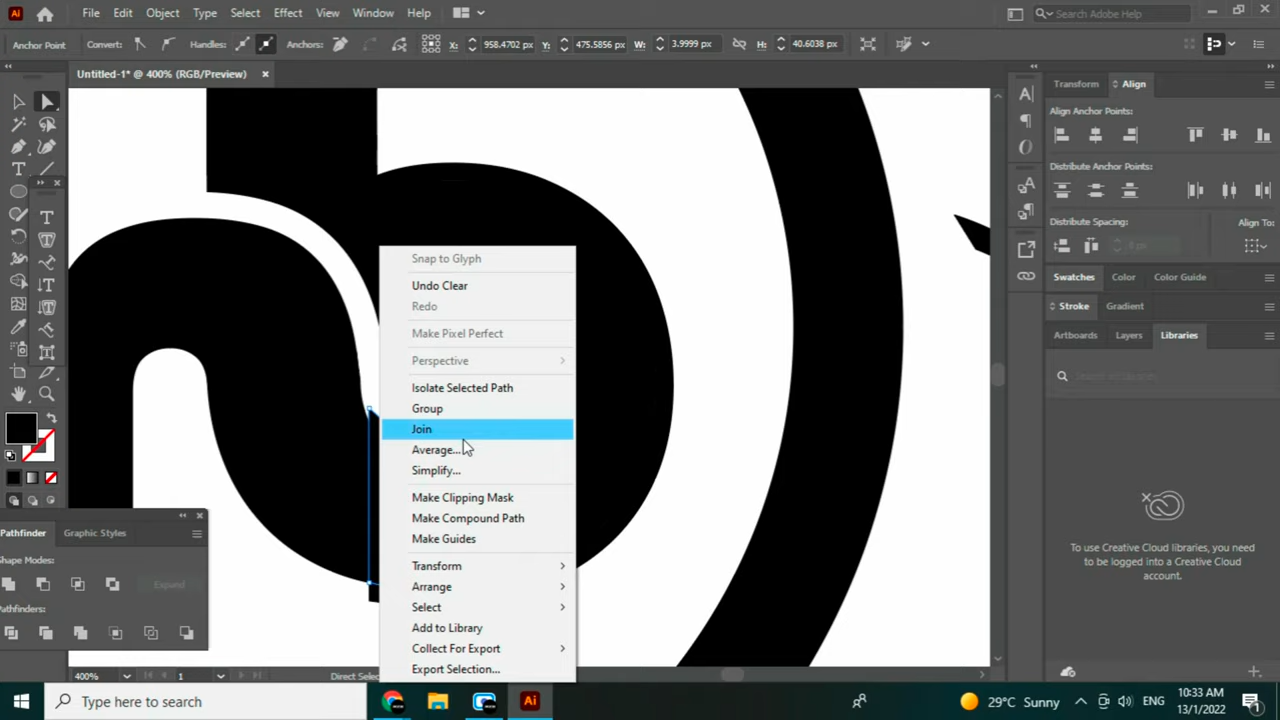 Ai File Edit Object Type Select Effect View Window Help Search Adobe Help
Anchor Point Convert: Handles: Anchors: X: 958.4702 px Y: 475.5856 px W: 3.9999 px H: 40.6038 px
Untitled-1* @ 400% (RGB/Preview)
Transform Align
Align Anchor Points:
Distribute Anchor Points:
Distribute Spacing: Align To:
0 px
Swatches Color Color Guide
Stroke Gradient
Artboards Layers Libraries
To use Creative Cloud libraries, you need
to be logged into a Creative Cloud
account.
Snap to Glyph
Undo Clear
Redo
Make Pixel Perfect
Perspective
Isolate Selected Path
Group
Join
Average...
Simplify...
Make Clipping Mask
Make Compound Path
Make Guides
Transform
Arrange
Select
Add to Library
Collect For Export
Export Selection...
Pathfinder Graphic Styles
Shape Modes:
Expand
Pathfinders:
400% 1 Direct Selec
Type here to search
Ai
29°C Sunny ENG
10:33 AM
13/1/2022